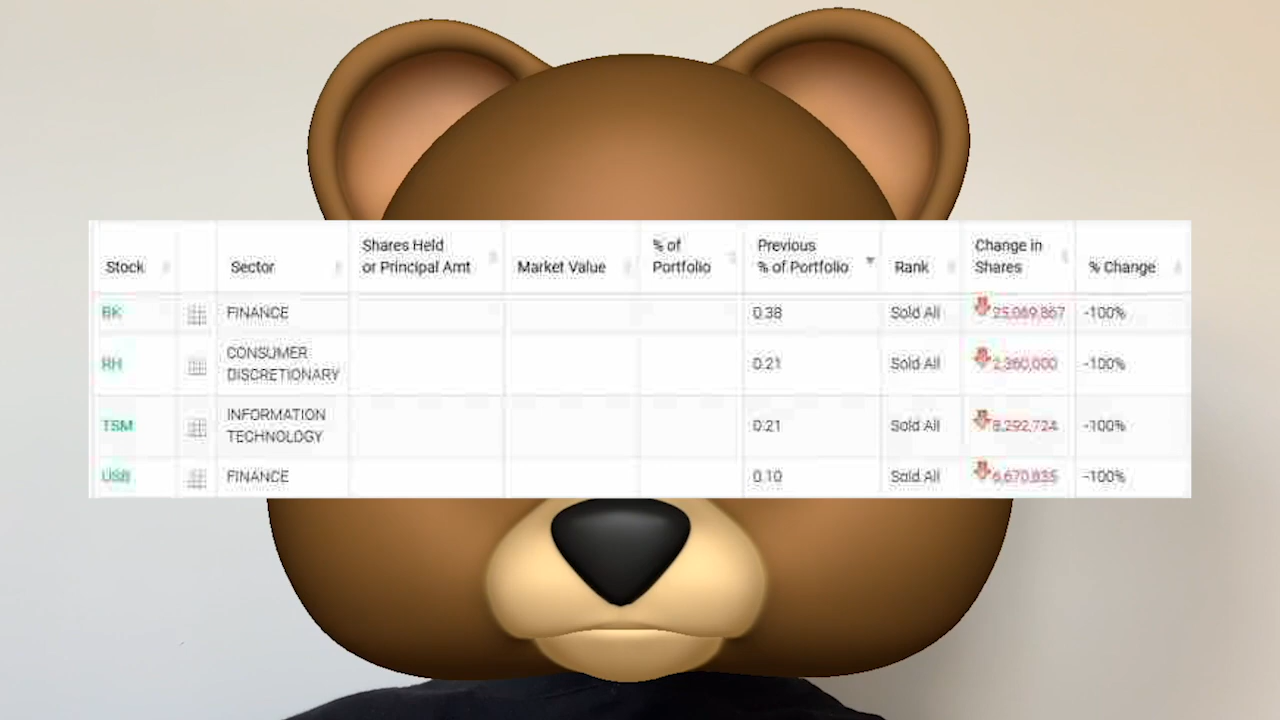 Stock Sector Shares Held or Principal Amt Market Value % of Portfolio Previous % of Portfolio Rank Change in Shares % Change
BK FINANCE 0.38 Sold All 25,069,867 -100%
RH CONSUMER DISCRETIONARY 0.21 Sold All 2,360,000 -100%
TSM INFORMATION TECHNOLOGY 0.21 Sold All 8,292,724 -100%
USB FINANCE 0.10 Sold All 6,670,835 -100%